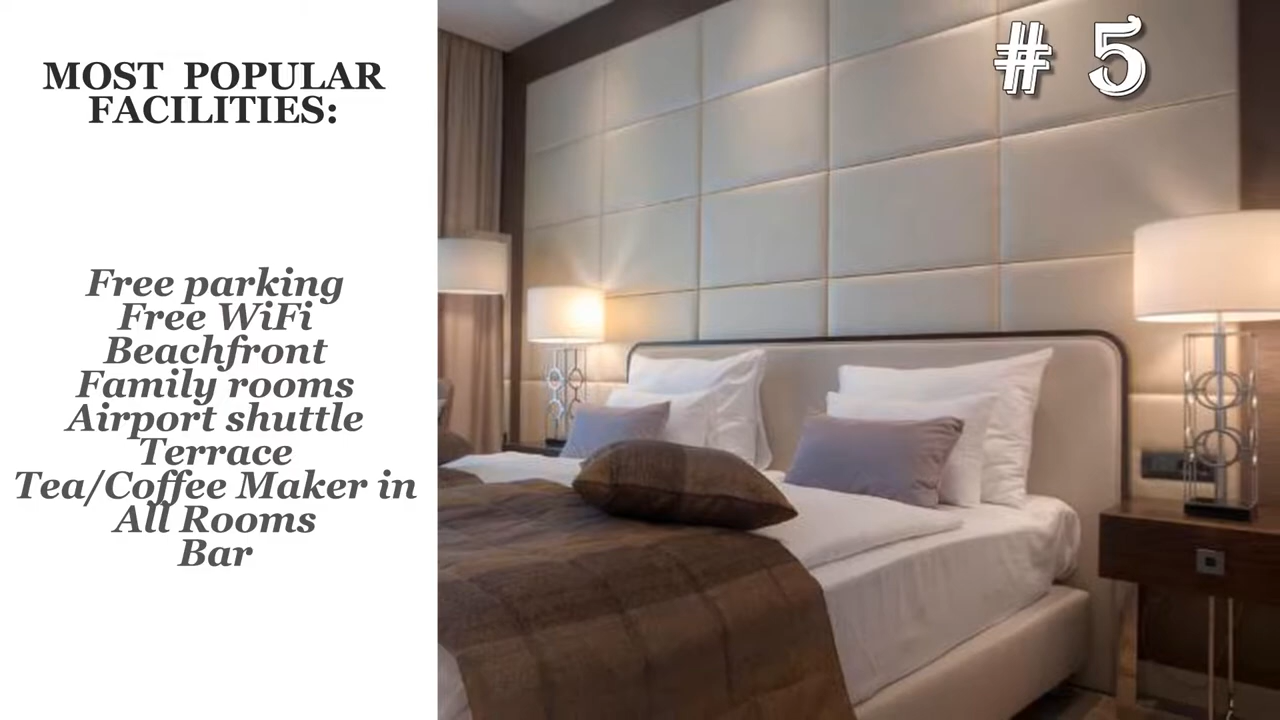 MOST POPULAR
FACILITIES:
# 5
Free parking
Free WiFi
Beachfront
Family rooms
Airport shuttle
Terrace
Tea/Coffee Maker in
All Rooms
Bar